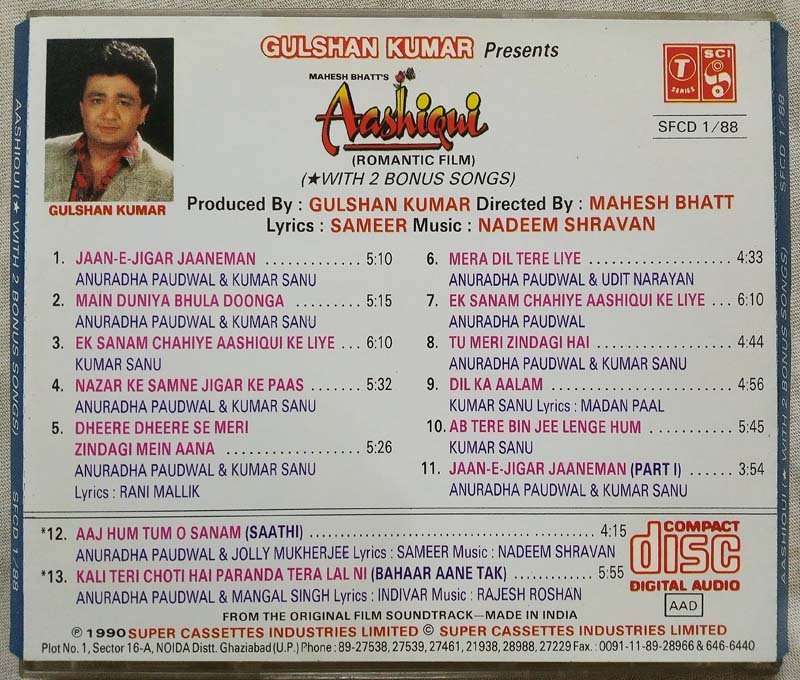 GULSHAN KUMAR Presents
MAHESH BHATT'S
Aashiqui
(ROMANTIC FILM)
(★WITH 2 BONUS SONGS)
T
SERIES
SCI
SFCD 1/88
GULSHAN KUMAR
Produced By : GULSHAN KUMAR Directed By : MAHESH BHATT
Lyrics : SAMEER Music : NADEEM SHRAVAN
1. JAAN-E-JIGAR JAANEMAN ............. 5:10
ANURADHA PAUDWAL & KUMAR SANU
2. MAIN DUNIYA BHULA DOONGA ......... 5:15
ANURADHA PAUDWAL & KUMAR SANU
3. EK SANAM CHAHIYE AASHIQUI KE LIYE ... 6:10
KUMAR SANU
4. NAZAR KE SAMNE JIGAR KE PAAS ....... 5:32
ANURADHA PAUDWAL & KUMAR SANU
5. DHEERE DHEERE SE MERI
ZINDAGI MEIN AANA .................. 5:26
ANURADHA PAUDWAL & KUMAR SANU
Lyrics : RANI MALLIK
6. MERA DIL TERE LIYE ................. 4:33
ANURADHA PAUDWAL & UDIT NARAYAN
7. EK SANAM CHAHIYE AASHIQUI KE LIYE ... 6:10
ANURADHA PAUDWAL
8. TU MERI ZINDAGI HAI ............... 4:44
ANURADHA PAUDWAL & KUMAR SANU
9. DIL KA AALAM ..................... 4:56
KUMAR SANU Lyrics : MADAN PAAL
10. AB TERE BIN JEE LENGE HUM .......... 5:45
KUMAR SANU
11. JAAN-E-JIGAR JAANEMAN (PART I) ...... 3:54
ANURADHA PAUDWAL & KUMAR SANU
*12. AAJ HUM TUM O SANAM (SAATHI) ................................ 4:15
ANURADHA PAUDWAL & JOLLY MUKHERJEE Lyrics : SAMEER Music : NADEEM SHRAVAN
*13. KALI TERI CHOTI HAI PARANDA TERA LAL NI (BAHAAR AANE TAK) ............ 5:55
ANURADHA PAUDWAL & MANGAL SINGH Lyrics : INDIVAR Music : RAJESH ROSHAN
COMPACT
disc
DIGITAL AUDIO
AAD
FROM THE ORIGINAL FILM SOUNDTRACK—MADE IN INDIA
℗ 1990 SUPER CASSETTES INDUSTRIES LIMITED © SUPER CASSETTES INDUSTRIES LIMITED
Plot No. 1, Sector 16-A, NOIDA Distt. Ghaziabad (U.P.) Phone : 89-27538, 27539, 27461, 21938, 28988, 27229 Fax. : 0091-11-89-28966 & 646-6440
AASHIQUI (★ WITH 2 BONUS SONGS) SFCD 1/88
AASHIQUI (★ WITH 2 BONUS SONGS) SFCD 1/88